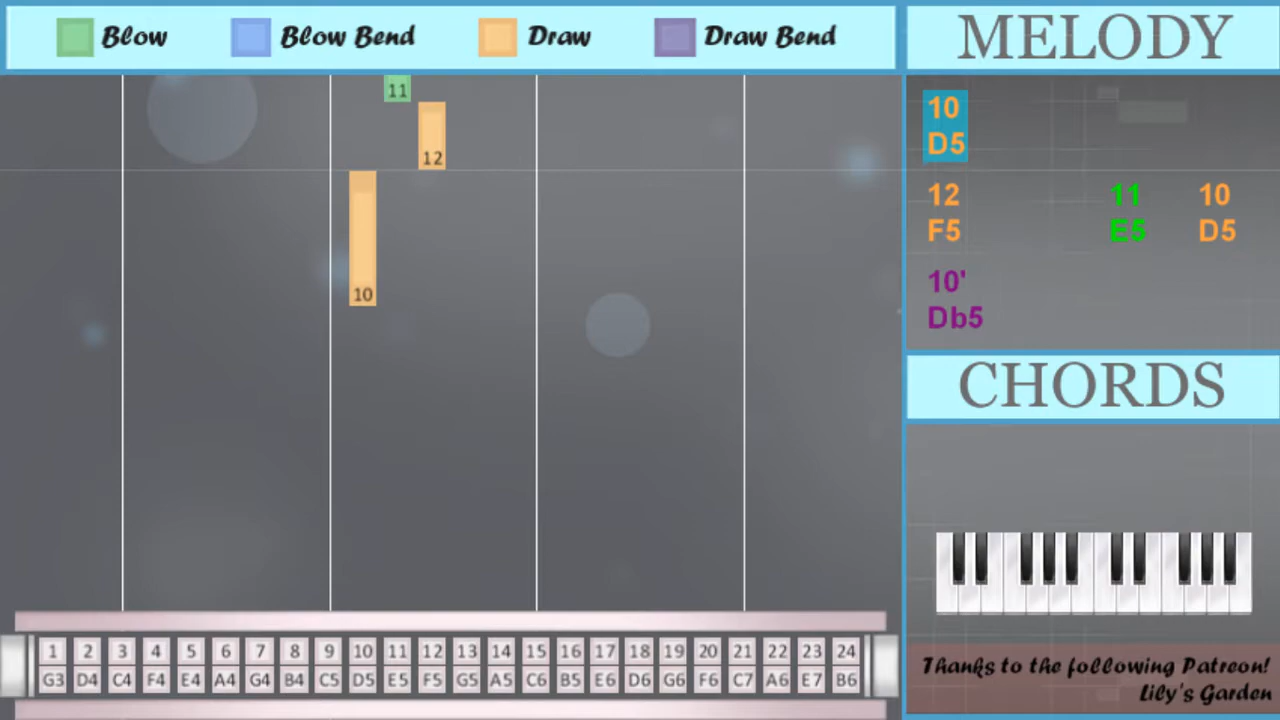 Blow Blow Bend Draw Draw Bend
MELODY
11
12
10
10
D5
12 11 10
F5 E5 D5
10'
Db5
CHORDS
1 2 3 4 5 6 7 8 9 10 11 12 13 14 15 16 17 18 19 20 21 22 23 24
G3 D4 C4 F4 E4 A4 G4 B4 C5 D5 E5 F5 G5 A5 C6 B5 E6 D6 G6 F6 C7 A6 E7 B6
Thanks to the following Patreon!
Lily's Garden